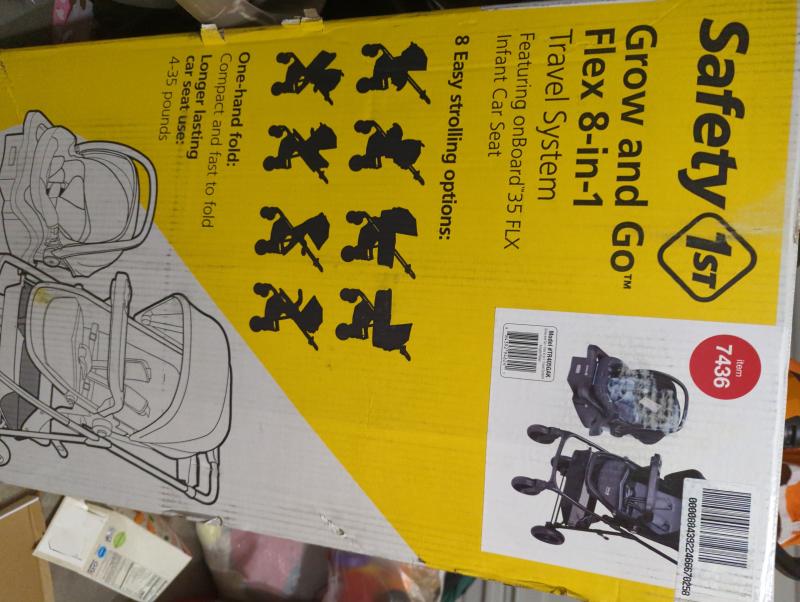 Safety 1ST
Grow and Go™
Flex 8-in-1
Travel System
Featuring onBoard™35 FLX
Infant Car Seat
8 Easy strolling options:
One-hand fold:
Compact and fast to fold
Longer lasting
car seat use:
4-35 pounds
item
7436
Model #TR405GAK